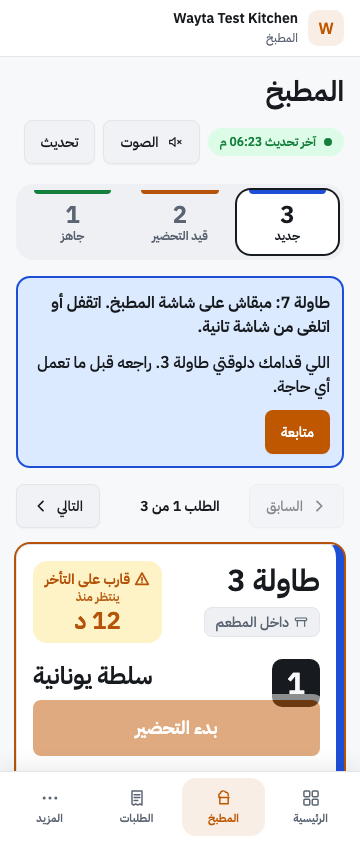 W
Wayta Test Kitchen
المطبخ
المطبخ
آخر تحديث 06:23 م
الصوت
تحديث
3
جديد
2
قيد التحضير
1
جاهز
طاولة 7: مبقاش على شاشة المطبخ. اتقفل أو
اتلغى من شاشة تانية.
اللي قدامك دلوقتي طاولة 3. راجعه قبل ما تعمل
أي حاجة.
متابعة
السابق
الطلب 1 من 3
التالي
طاولة 3
داخل المطعم
قارب على التأخر
ينتظر منذ
12 د
1
سلطة يونانية
بدء التحضير
الرئيسية
المطبخ
الطلبات
المزيد